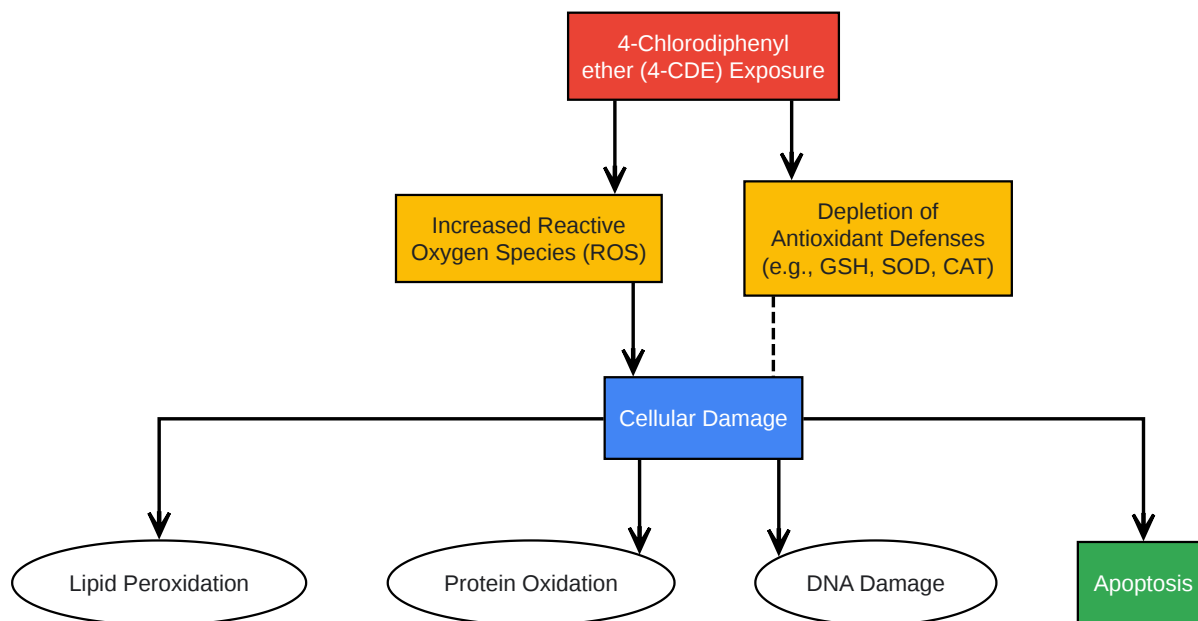 4-Chlorodiphenyl
ether (4-CDE) Exposure
Increased Reactive
Oxygen Species (ROS)
Depletion of
Antioxidant Defenses
(e.g., GSH, SOD, CAT)
Cellular Damage
Lipid Peroxidation
Protein Oxidation
DNA Damage
Apoptosis